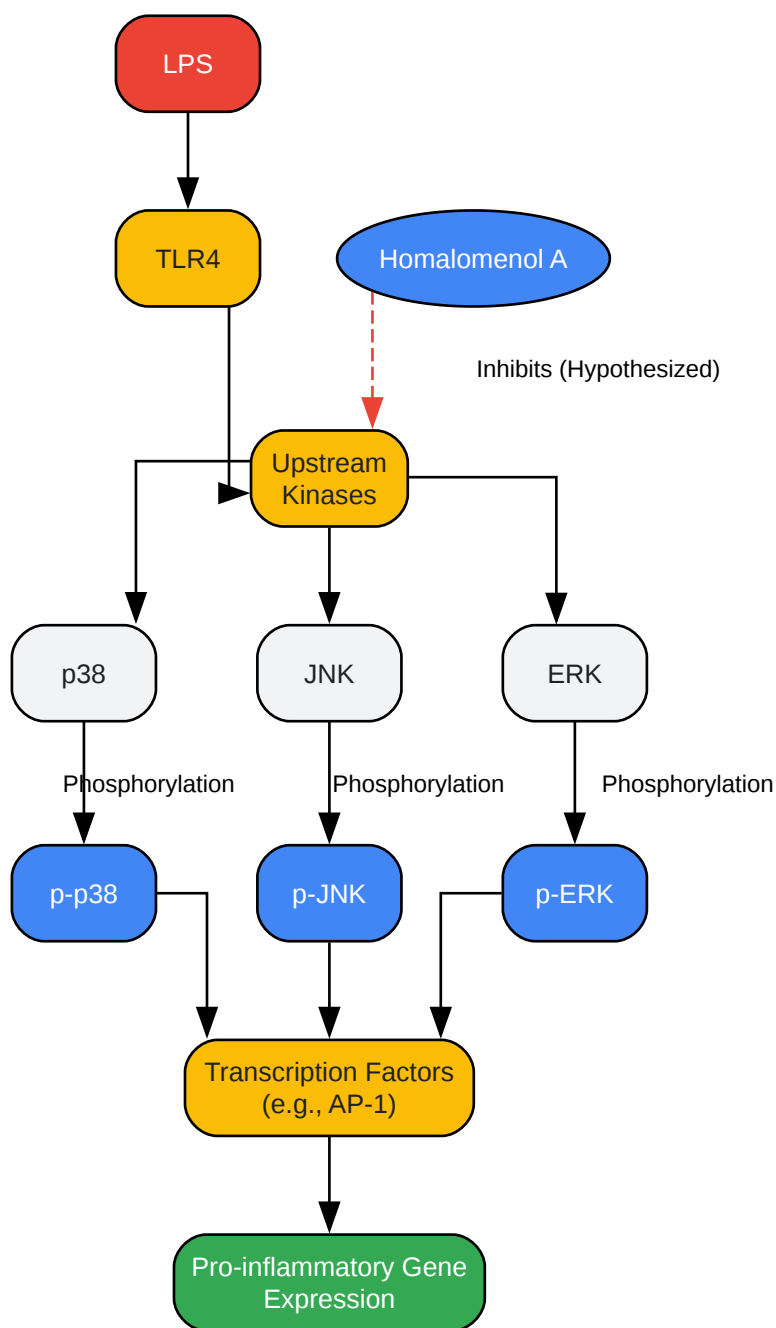 LPS
TLR4
Homalomenol A
Inhibits (Hypothesized)
Upstream
Kinases
p38
JNK
ERK
Phosphorylation
Phosphorylation
Phosphorylation
p-p38
p-JNK
p-ERK
Transcription Factors
(e.g., AP-1)
Pro-inflammatory Gene
Expression